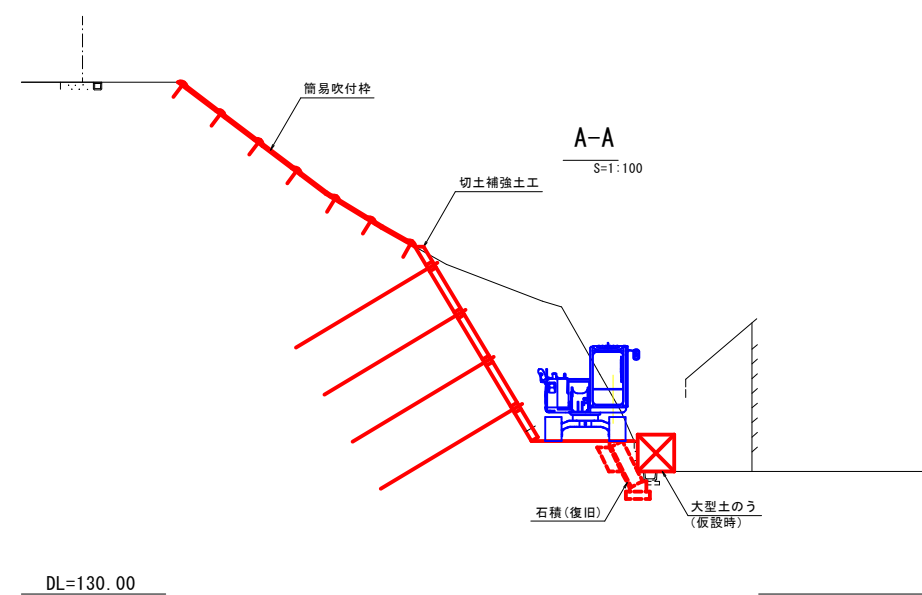 簡易吹付枠
A-A
S=1:100
切土補強土工
石積(復旧)
大型土のう
(仮設時)
DL=130.00